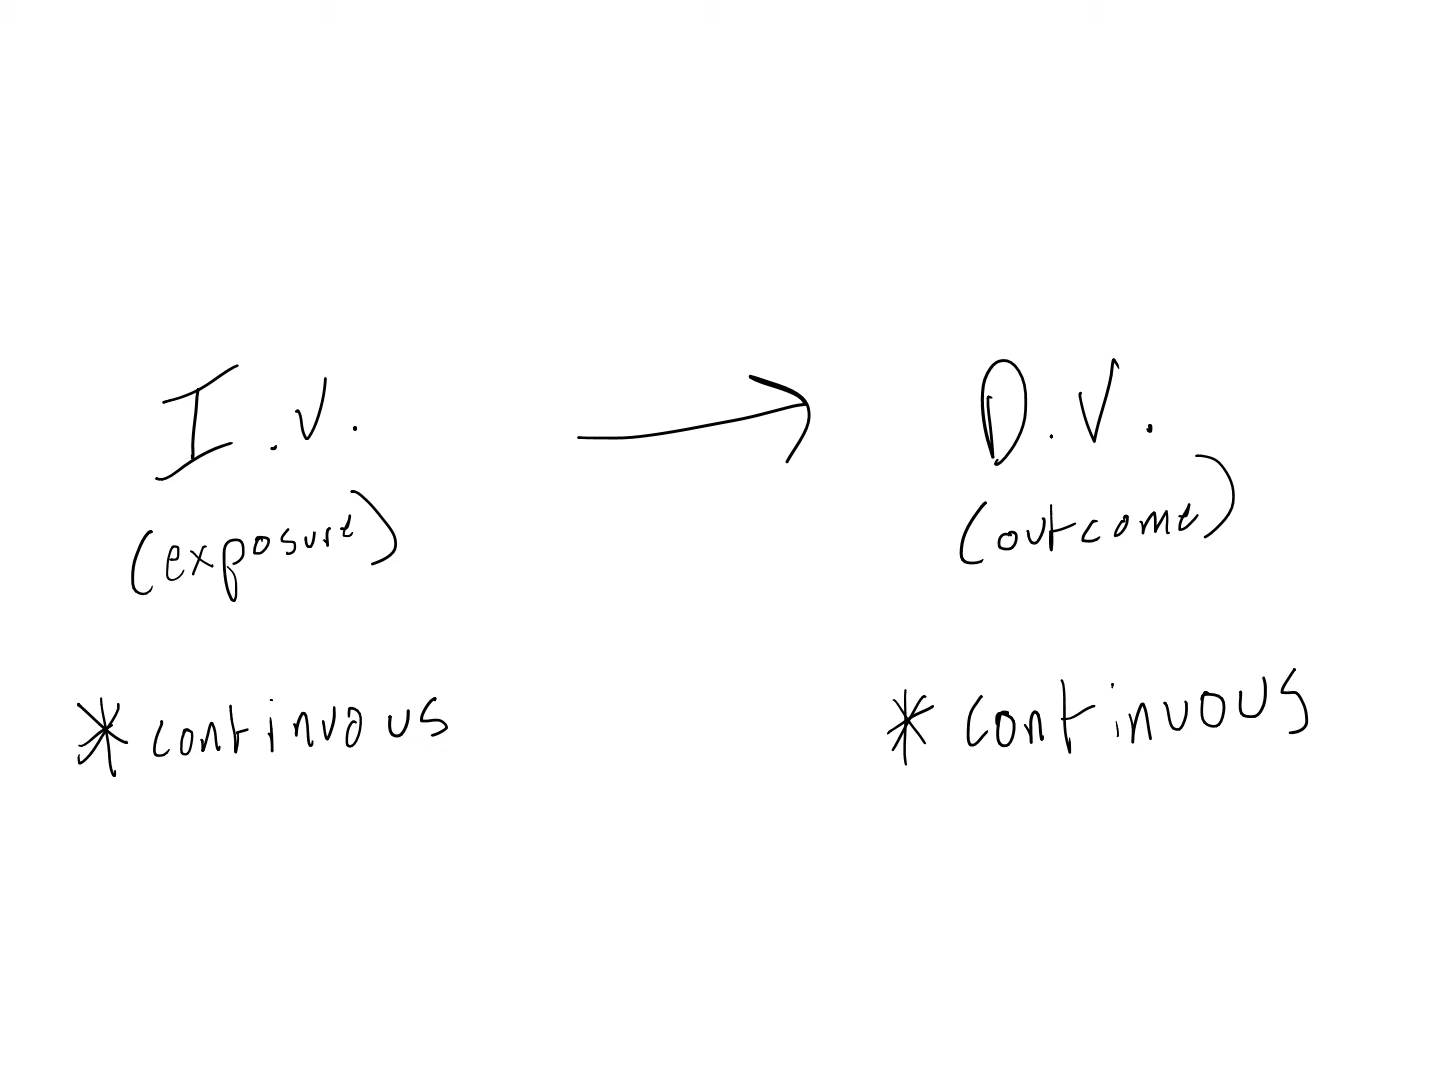 I.V. → D.V.
(exposure) (outcome)
*continuous *continuous